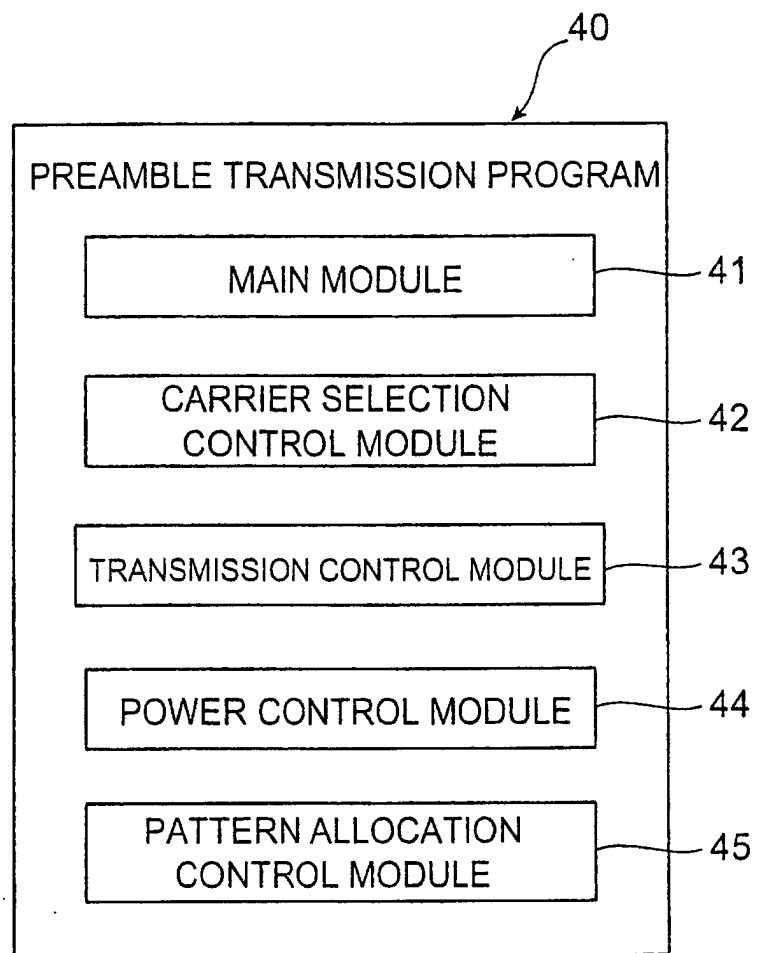 40
PREAMBLE TRANSMISSION PROGRAM
MAIN MODULE
41
CARRIER SELECTION
CONTROL MODULE
42
TRANSMISSION CONTROL MODULE
43
POWER CONTROL MODULE
44
PATTERN ALLOCATION
CONTROL MODULE
45